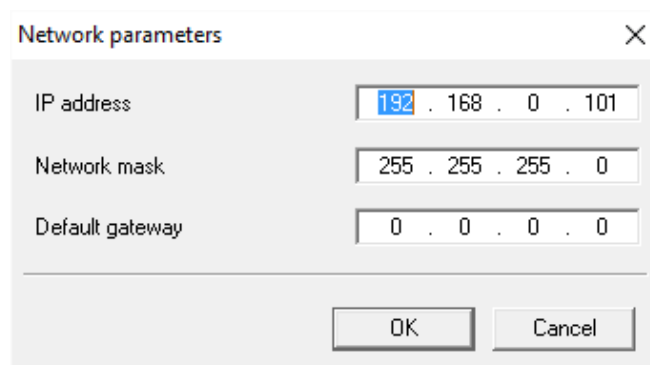 Network parameters
IP address 192 . 168 . 0 . 101
Network mask 255 . 255 . 255 . 0
Default gateway 0 . 0 . 0 . 0
OK Cancel